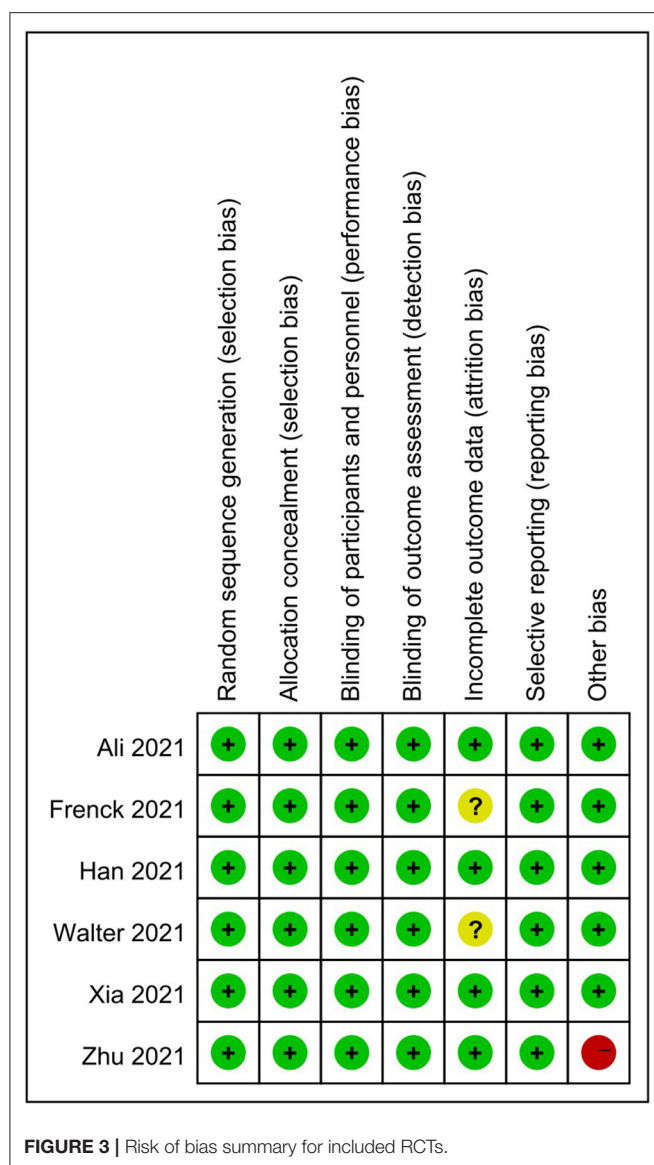 Random sequence generation (selection bias)
Allocation concealment (selection bias)
Blinding of participants and personnel (performance bias)
Blinding of outcome assessment (detection bias)
Incomplete outcome data (attrition bias)
Selective reporting (reporting bias)
Other bias
Ali 2021 + + + + + + +
Frenck 2021 + + + + ? + +
Han 2021 + + + + + + +
Walter 2021 + + + + ? + +
Xia 2021 + + + + + + +
Zhu 2021 + + + + + + –
FIGURE 3 | Risk of bias summary for included RCTs.